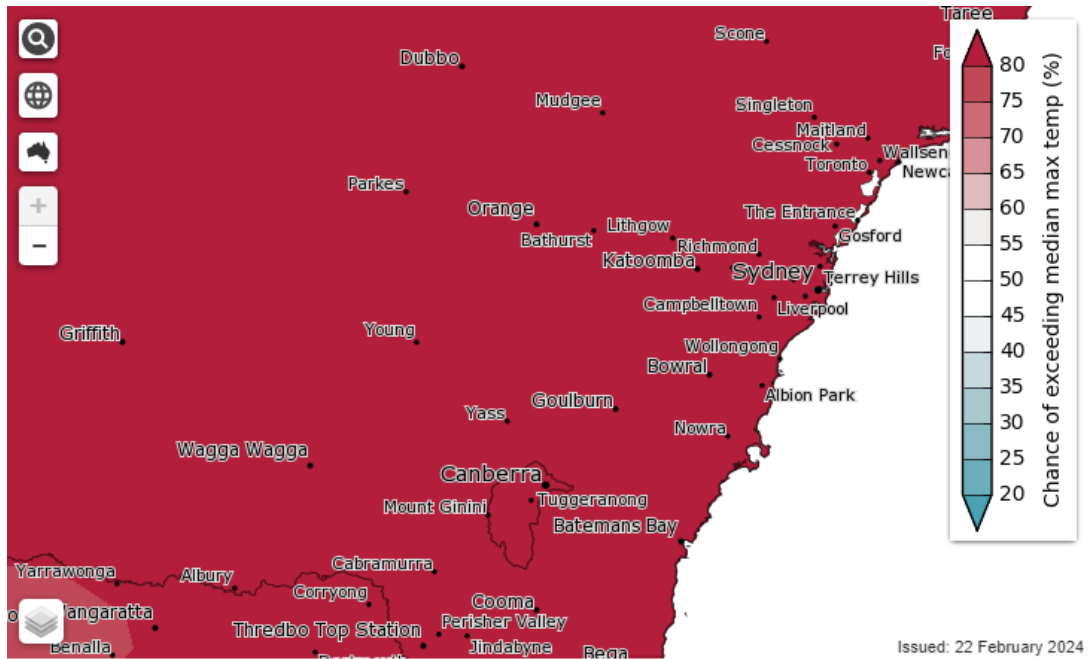 Taree
Scone
Dubbo
Mudgee
Singleton
Maitland
Cessnock
Wallsen
Toronto
Newca
Parkes
Orange
The Entrance
Lithgow
Bathurst
Gosford
Richmond
Katoomba
Sydney
Terrey Hills
Campbelltown
Liverpool
Griffith
Young
Wollongong
Bowral
Albion Park
Goulburn
Yass
Nowra
Wagga Wagga
Canberra
Tuggeranong
Mount Ginini
Batemans Bay
Yarrawonga
Albury
Cabramurra
Corryong
Cooma
angaratta
Perisher Valley
Thredbo Top Station
Jindabyne
Benalla
Bega
80
75
70
65
60
55
50
45
40
35
30
25
20
Chance of exceeding median max temp (%)
Issued: 22 February 2024